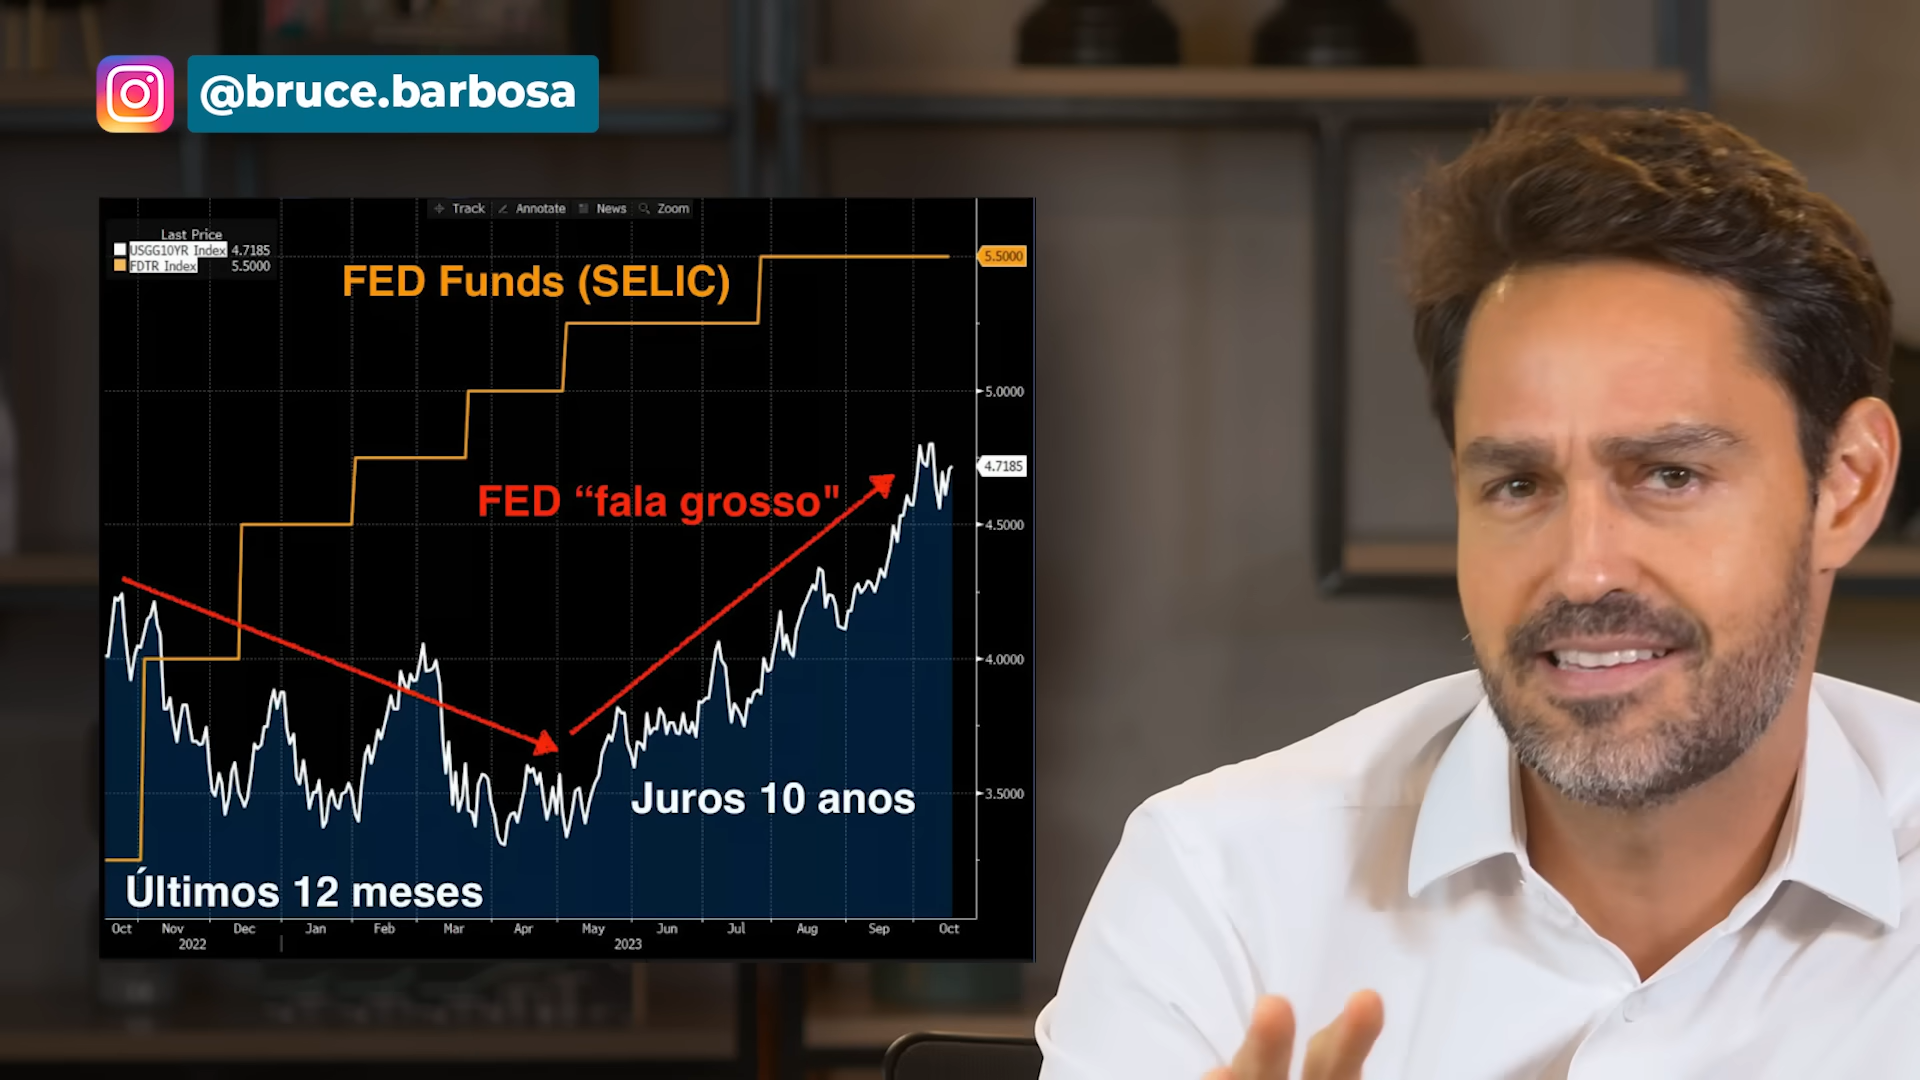 @bruce.barbosa
Track Annotate News Zoom
Last Price
USGG10YR Index 4.7185
FDTR Index 5.5000
FED Funds (SELIC)
5.5000
5.0000
4.7185
FED “fala grosso"
4.5000
4.0000
3.5000
Juros 10 anos
Últimos 12 meses
Oct Nov Dec Jan Feb Mar Apr May Jun Jul Aug Sep Oct
2022 2023